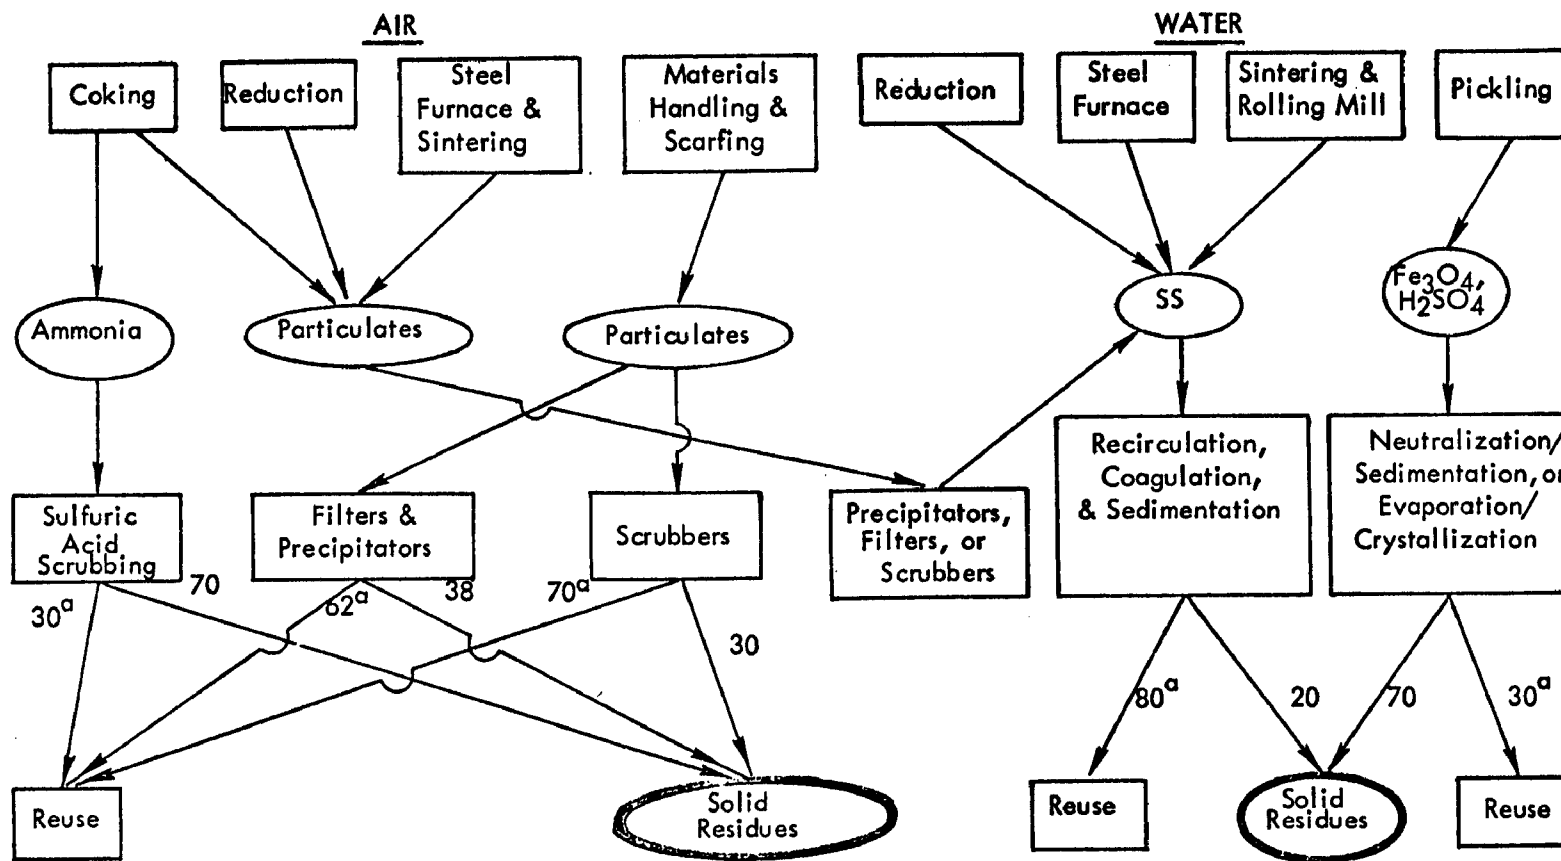 AIR
WATER
Coking
Reduction
Steel
Furnace &
Sintering
Materials
Handling &
Scarfing
Reduction
Steel
Furnace
Sintering &
Rolling Mill
Pickling
Ammonia
Particulates
Particulates
SS
Fe3O4,
H2SO4
Sulfuric
Acid
Scrubbing
Filters &
Precipitators
Scrubbers
Precipitators,
Filters, or
Scrubbers
Recirculation,
Coagulation,
& Sedimentation
Neutralization/
Sedimentation, or
Evaporation/
Crystallization
30a
70
62a
38
70a
30
80a
20
70
30a
Reuse
Solid
Residues
Reuse
Solid
Residues
Reuse